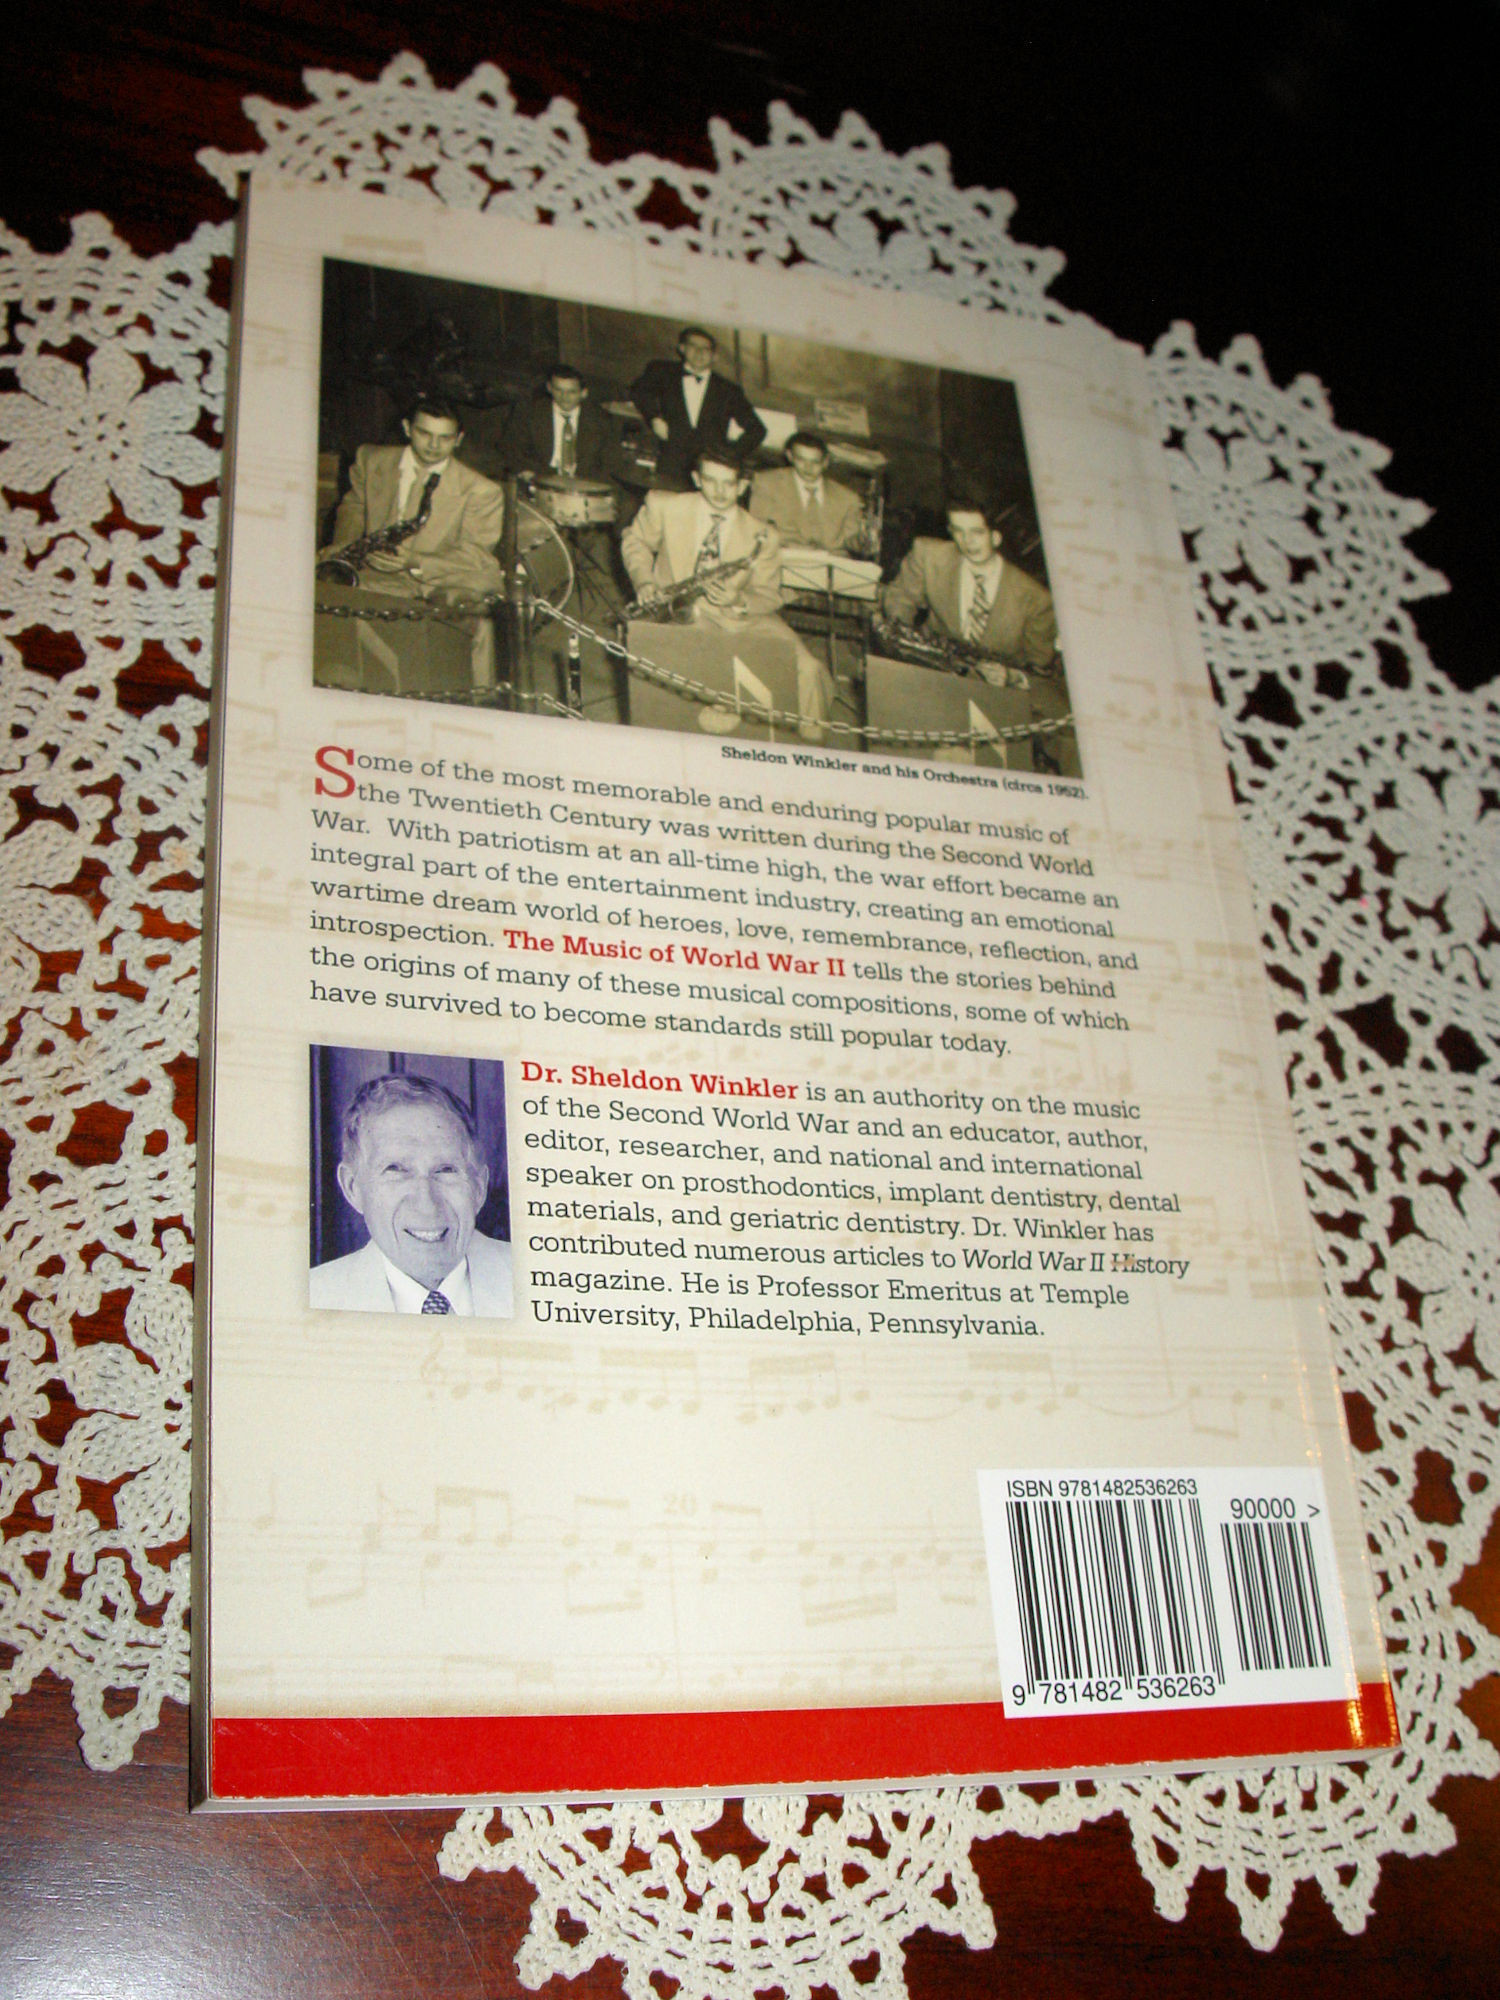 Sheldon Winkler and his Orchestra (circa 1952).
Some of the most memorable and enduring popular music of
the Twentieth Century was written during the Second World
War. With patriotism at an all-time high, the war effort became an
integral part of the entertainment industry, creating an emotional
wartime dream world of heroes, love, remembrance, reflection, and
introspection. The Music of World War II tells the stories behind
the origins of many of these musical compositions, some of which
have survived to become standards still popular today.
Dr. Sheldon Winkler is an authority on the music
of the Second World War and an educator, author,
editor, researcher, and national and international
speaker on prosthodontics, implant dentistry, dental
materials, and geriatric dentistry. Dr. Winkler has
contributed numerous articles to World War II History
magazine. He is Professor Emeritus at Temple
University, Philadelphia, Pennsylvania.
20
ISBN 9781482536263
90000 >
9 781482 536263